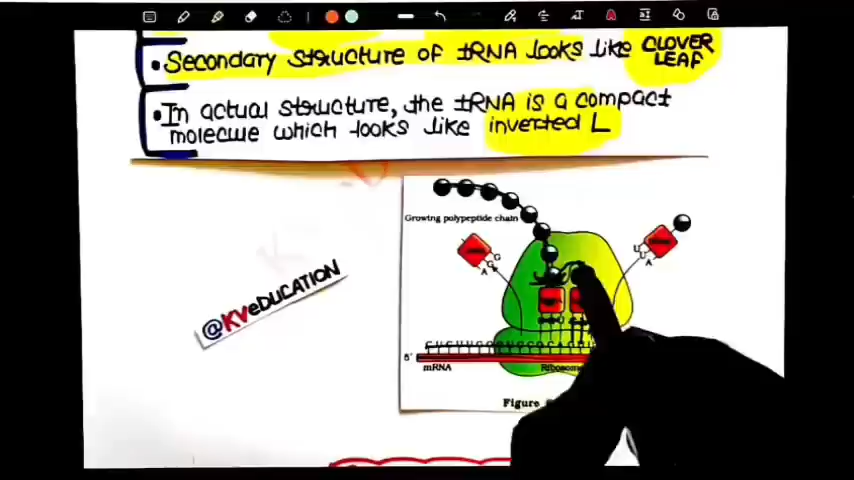 • Secondary structure of tRNA looks like CLOVER
LEAF
• In actual structure, the tRNA is a compact
molecule which looks like inverted L
Growing polypeptide chain
@KVeDUCATION
5'
mRNA
Ribosome
Figure